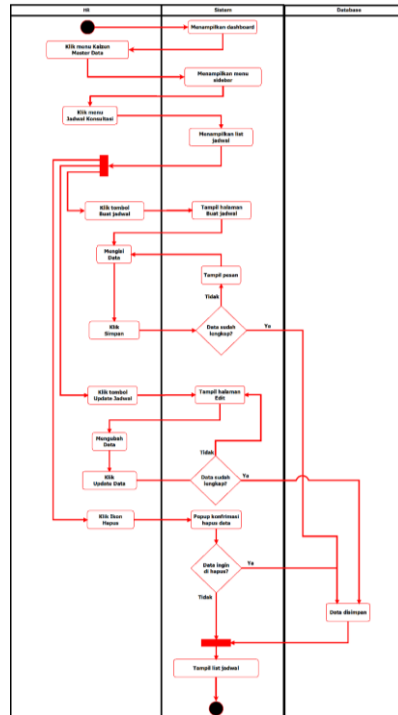 HR
Sistem
Database
Menampilkan dashboard
Klik menu Kaizun
Master Data
Menampilkan menu
sidebar
Klik menu
Jadwal Konsultasi
Menampilkan list
jadwal
Klik tombol
Buat Jadwal
Tampil halaman
Buat Jadwal
Mengisi
Data
Tampil pesan
Tidak
Klik
Simpan
Data sudah
lengkap?
Ya
Klik tombol
Update Jadwal
Tampil halaman
Edit
Mengubah
Data
Tidak
Klik
Update Data
Data sudah
lengkap?
Ya
Klik Ikon
Hapus
Popup konfirmasi
hapus data
Data ingin
di hapus?
Ya
Tidak
Data disimpan
Tampil list jadwal